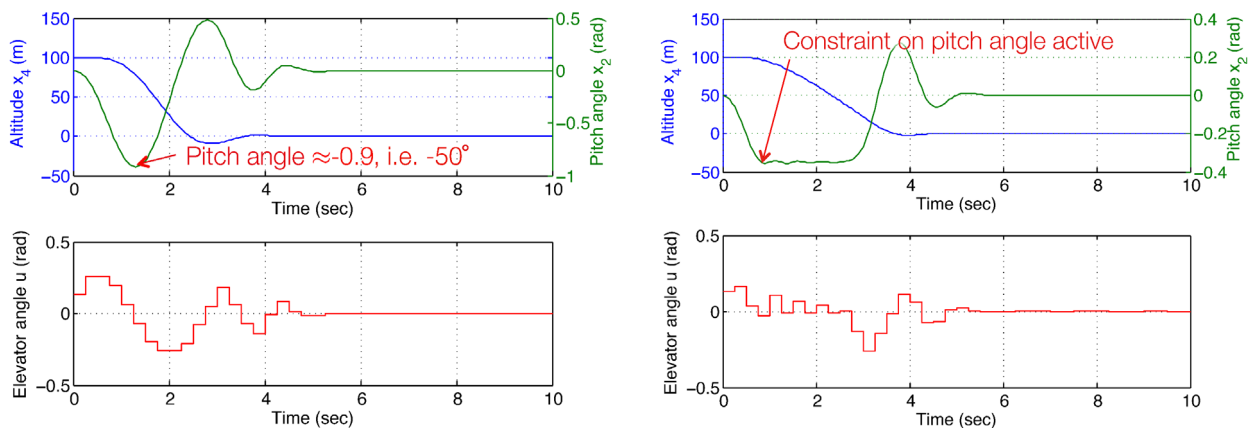 150
100
50
0
−50
Altitude x4 (m)
0.5
0
−0.5
−1
Pitch angle x2 (rad)
Pitch angle ≈-0.9, i.e. -50°
0 2 4 6 8 10
Time (sec)
0.5
0
−0.5
Elevator angle u (rad)
0 2 4 6 8 10
Time (sec)
150
100
50
0
−50
Altitude x4 (m)
0.4
0.2
0
−0.2
−0.4
Pitch angle x2 (rad)
Constraint on pitch angle active
0 2 4 6 8 10
Time (sec)
0.5
0
−0.5
Elevator angle u (rad)
0 2 4 6 8 10
Time (sec)